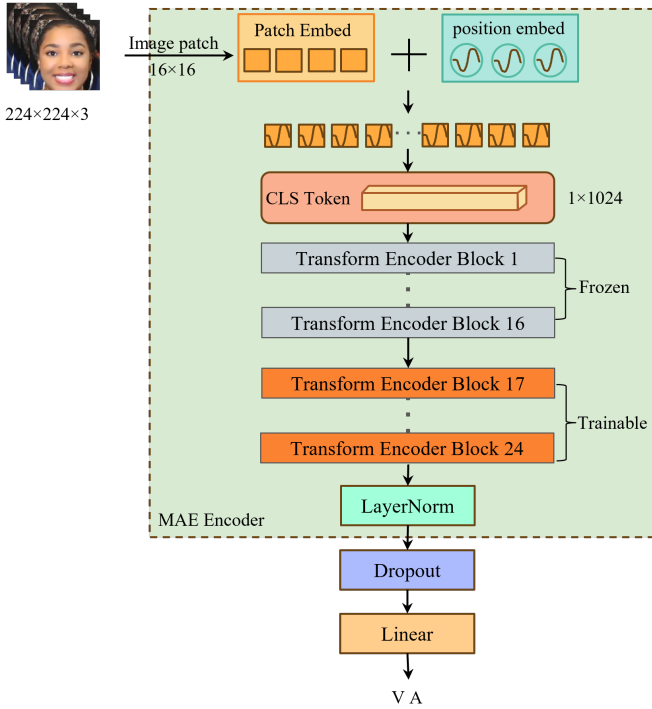 Image patch
16×16
224×224×3
Patch Embed
position embed
CLS Token
1×1024
Transform Encoder Block 1
Frozen
Transform Encoder Block 16
Transform Encoder Block 17
Trainable
Transform Encoder Block 24
LayerNorm
MAE Encoder
Dropout
Linear
V A